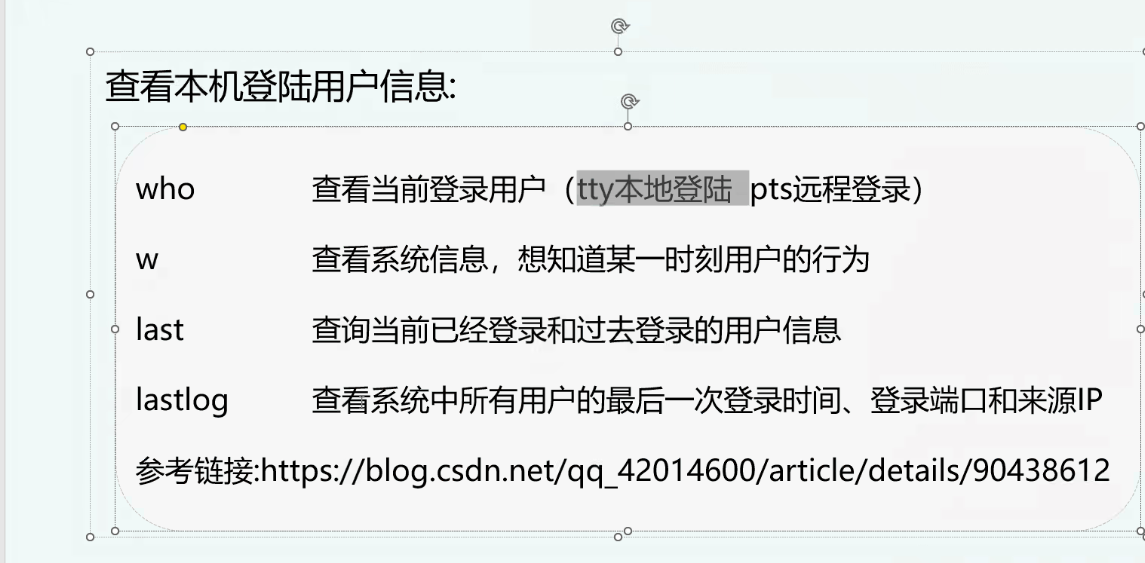 查看本机登陆用户信息:
who 查看当前登录用户（tty本地登陆 pts远程登录）
w 查看系统信息，想知道某一时刻用户的行为
last 查询当前已经登录和过去登录的用户信息
lastlog 查看系统中所有用户的最后一次登录时间、登录端口和来源IP
参考链接:https://blog.csdn.net/qq_42014600/article/details/90438612